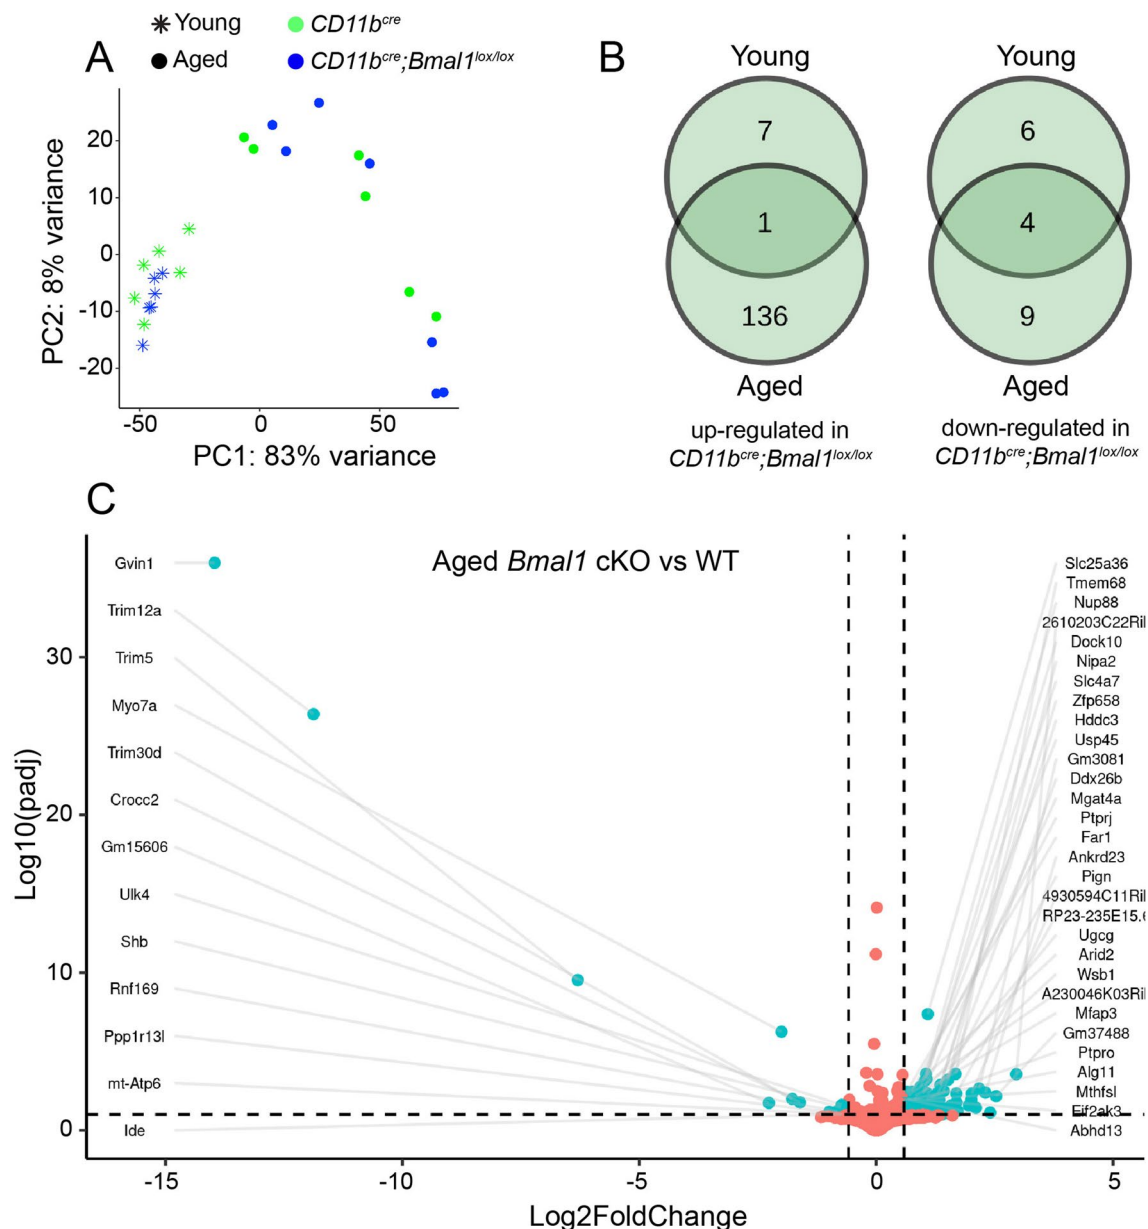 A
Young
CD11b^cre
Aged
CD11b^cre;Bmal1^lox/lox
PC2: 8% variance
20
10
0
-10
-20
-50
0
50
PC1: 83% variance
B
Young
7
1
136
Aged
up-regulated in
CD11b^cre;Bmal1^lox/lox
Young
6
4
9
Aged
down-regulated in
CD11b^cre;Bmal1^lox/lox
C
Aged Bmal1 cKO vs WT
Log10(padj)
30
20
10
0
Gvin1
Trim12a
Trim5
Myo7a
Trim30d
Crocc2
Gm15606
Ulk4
Shb
Rnf169
Ppp1r13l
mt-Atp6
Ide
Slc25a36
Tmem68
Nup88
2610203C22Ril
Dock10
Nipa2
Slc4a7
Zfp658
Hddc3
Usp45
Gm3081
Ddx26b
Mgat4a
Ptprj
Far1
Ankrd23
Pign
4930594C11Ril
RP23-235E15.
Ugcg
Arid2
Wsb1
A230046K03Ril
Mfap3
Gm37488
Ptpro
Alg11
Mthfsl
Eif2ak3
Abhd13
-15
-10
-5
0
5
Log2FoldChange